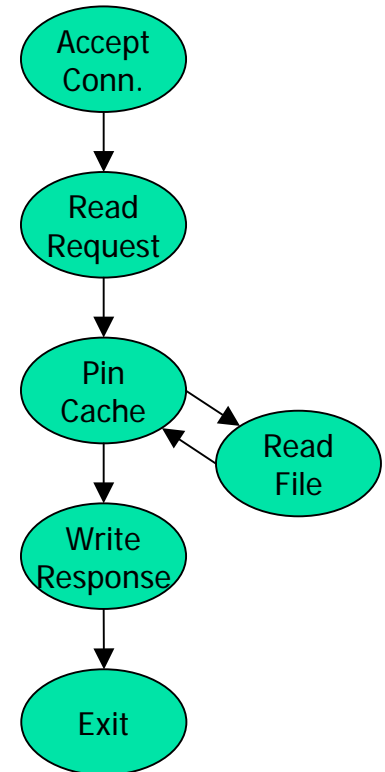 Accept
Conn.
Read
Request
Pin
Cache
Read
File
Write
Response
Exit